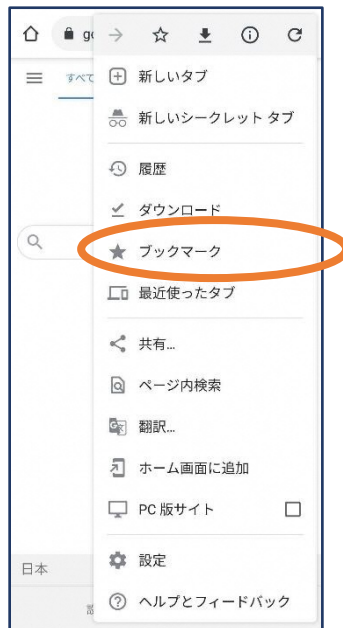 すべて
新しいタブ
新しいシークレット タブ
履歴
ダウンロード
ブックマーク
最近使ったタブ
共有...
ページ内検索
翻訳...
ホーム画面に追加
PC 版サイト
設定
日本
ヘルプとフィードバック